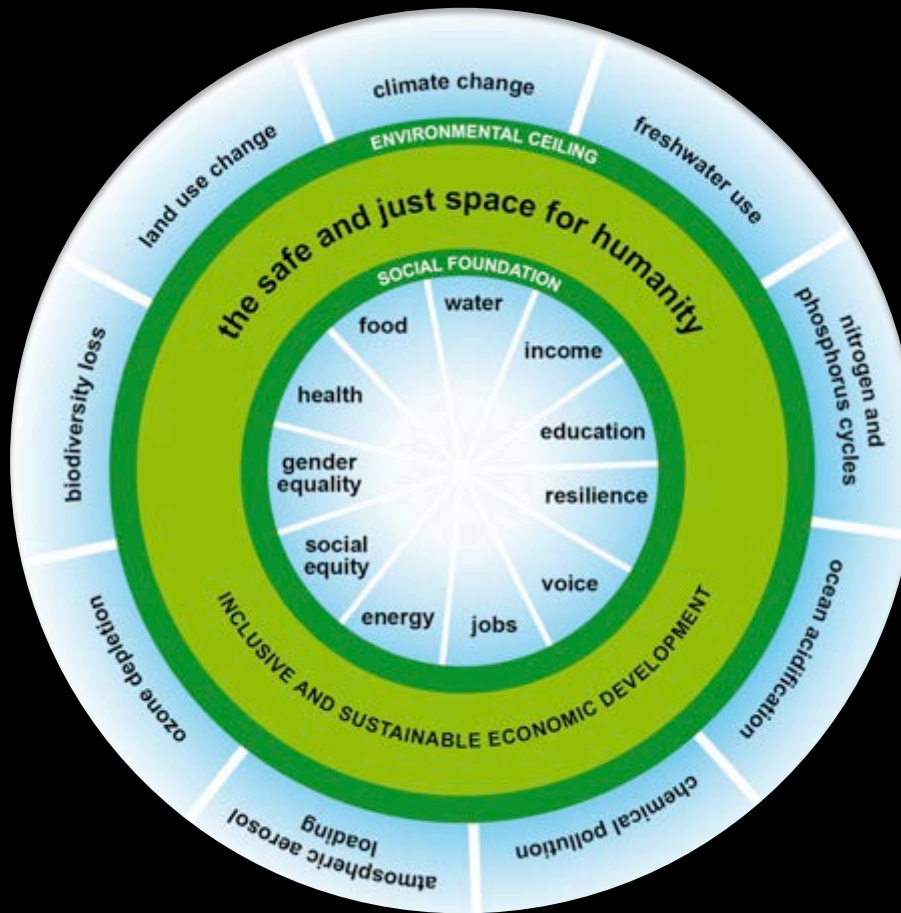 climate change
freshwater use
nitrogen and
phosphorus cycles
ocean acidification
chemical pollution
atmospheric aerosol
loading
ozone depletion
biodiversity loss
land use change
ENVIRONMENTAL CEILING
the safe and just space for humanity
SOCIAL FOUNDATION
water
income
education
resilience
voice
jobs
energy
social
equity
gender
equality
health
food
INCLUSIVE AND SUSTAINABLE ECONOMIC DEVELOPMENT